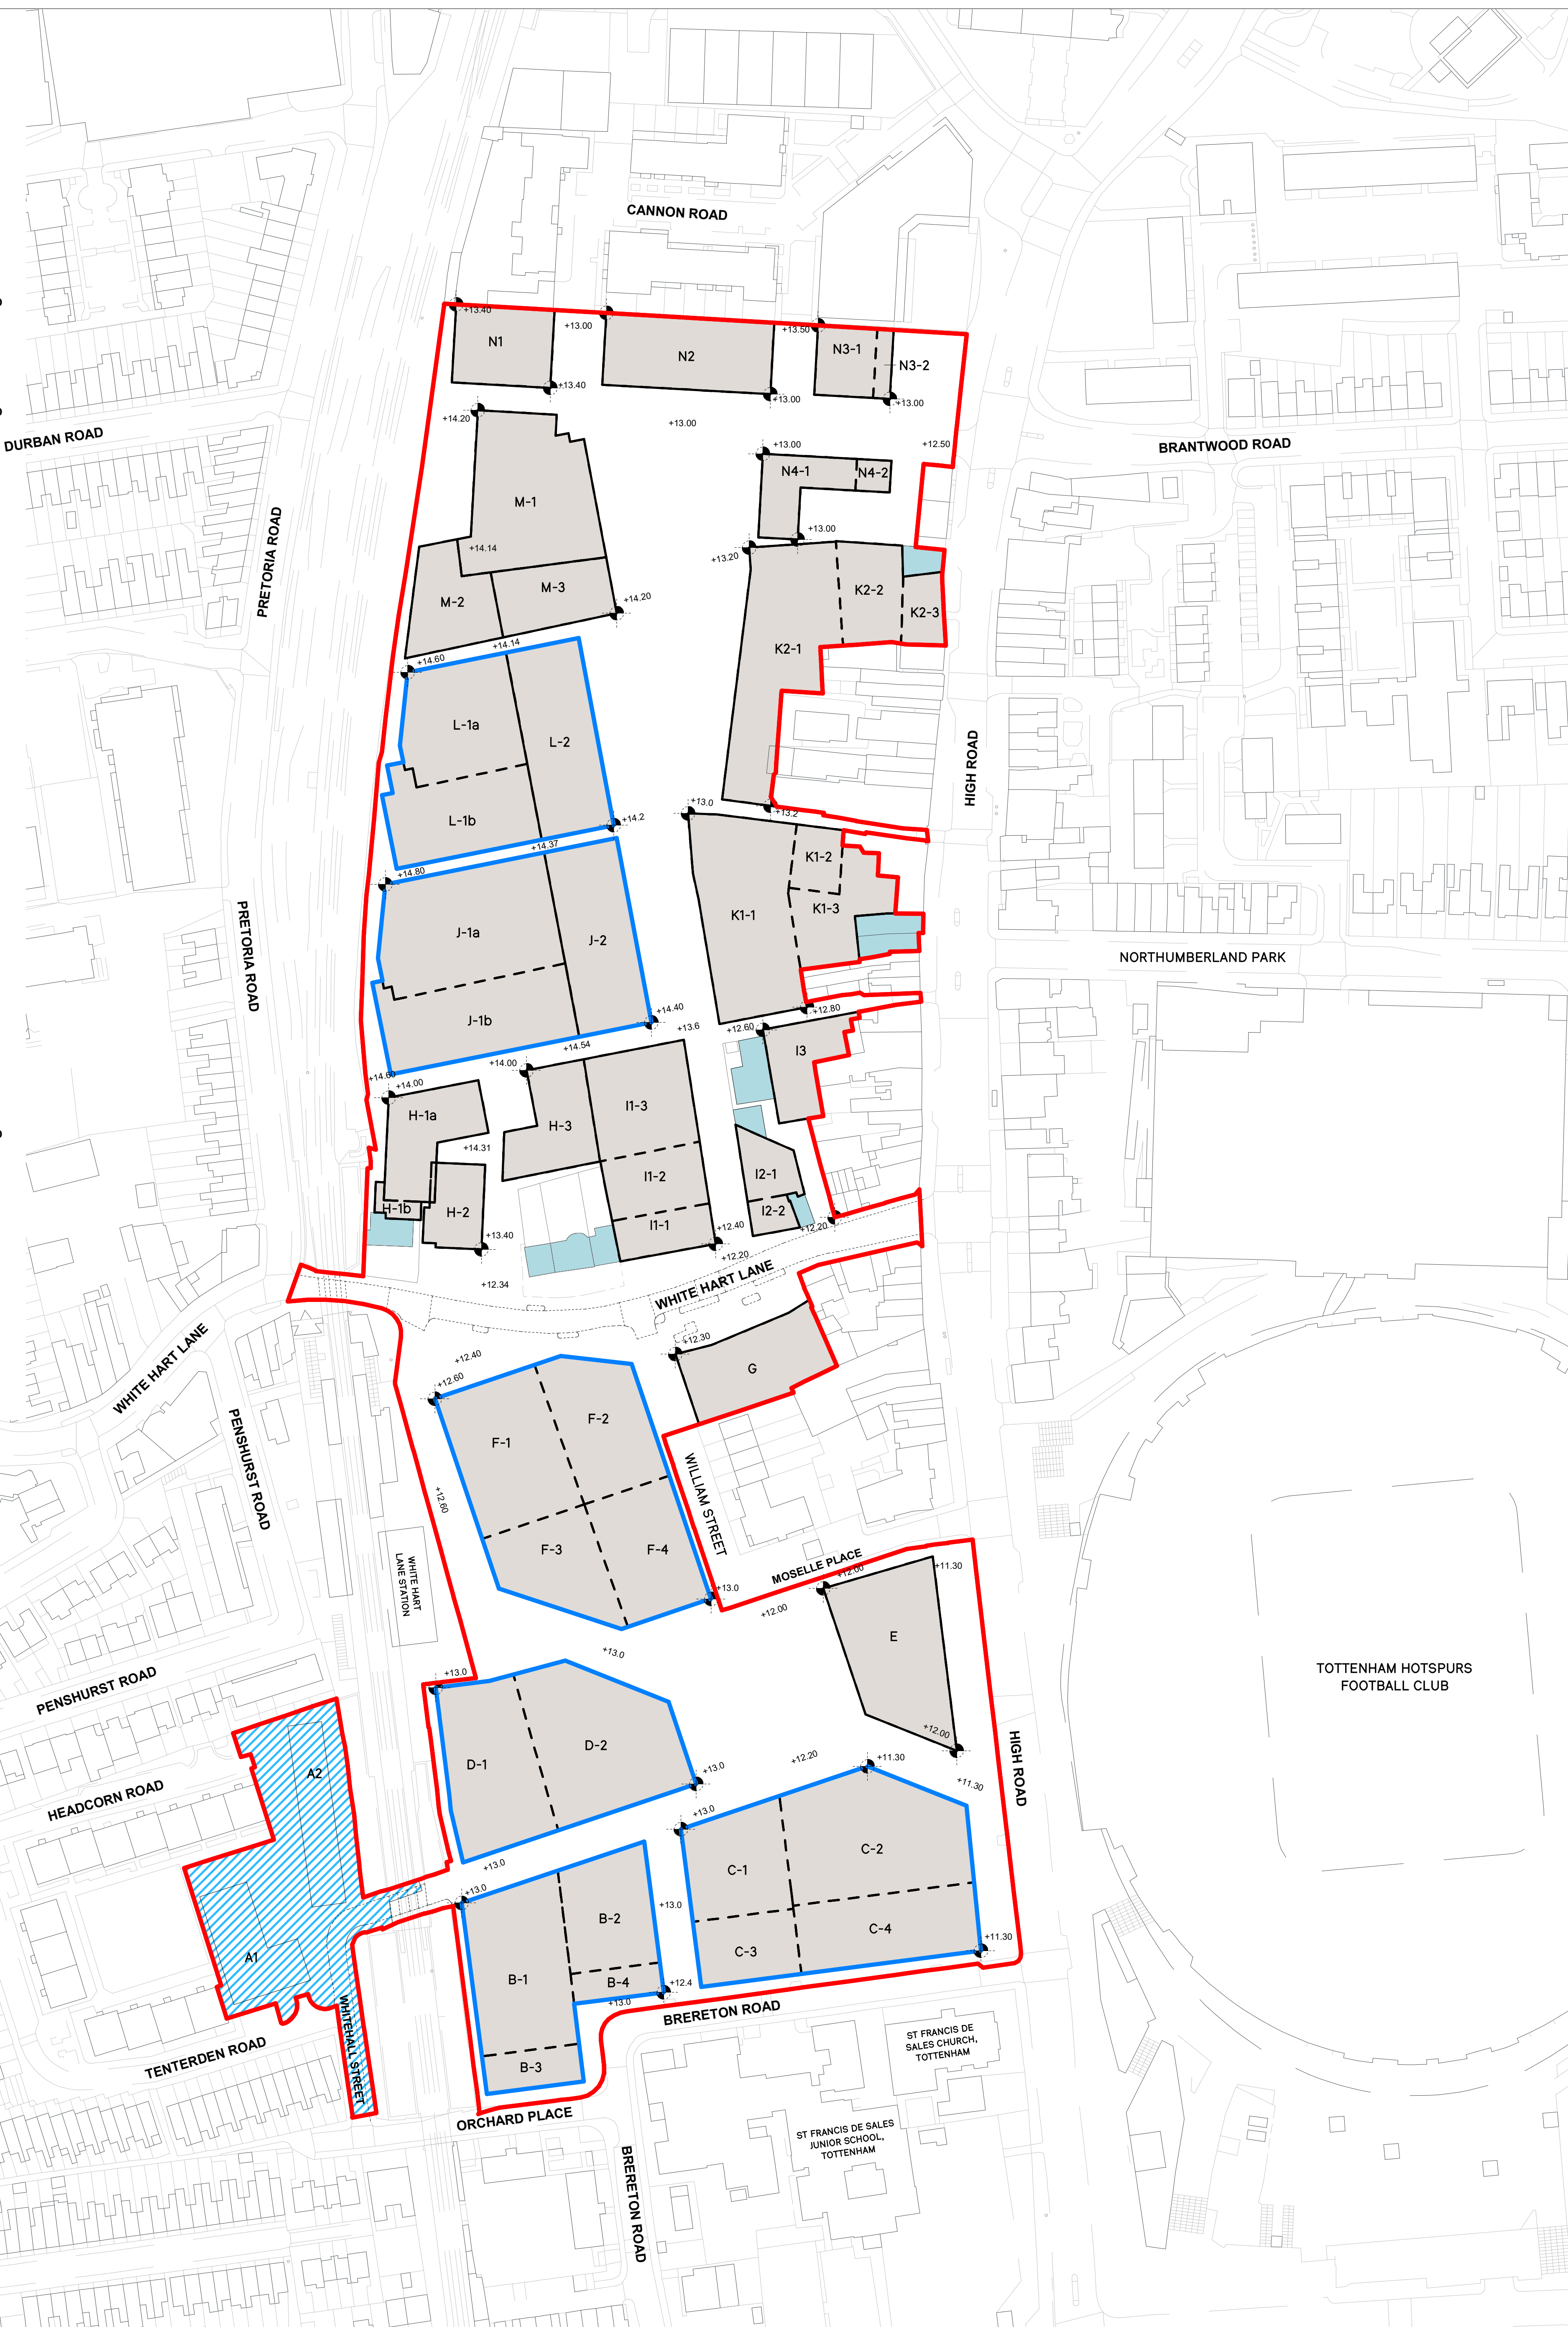 CANNON ROAD
+13.40
+13.00
+13.50
N1
N2
N3-1
N3-2
+13.40
+13.00
+13.00
+14.20
+13.00
DURBAN ROAD
+13.00
+12.50
BRANTWOOD ROAD
N4-1
N4-2
M-1
+13.00
+14.14
+13.20
PRETORIA ROAD
M-2
M-3
K2-2
+14.20
K2-3
+14.14
K2-1
+14.60
L-1a
L-2
HIGH ROAD
L-1b
+13.0
+13.2
+14.2
+14.37
K1-2
+14.80
K1-1
K1-3
J-1a
J-2
PRETORIA ROAD
NORTHUMBERLAND PARK
J-1b
+14.40
+12.80
+13.6
+12.60
+14.54
I3
+14.00
+14.60
+14.00
H-1a
I1-3
H-3
+14.31
I1-2
I2-1
H-1b
H-2
I2-2
I1-1
+12.40
+12.20
+13.40
+12.20
+12.34
WHITE HART LANE
+12.30
WHITE HART LANE
+12.40
G
+12.60
F-2
F-1
PENSHURST ROAD
WILLIAM STREET
+12.60
F-3
F-4
MOSELLE PLACE
+11.30
+12.00
WHITE HART
LANE STATION
+13.0
+12.00
E
+13.0
TOTTENHAM HOTSPURS
FOOTBALL CLUB
PENSHURST ROAD
+13.0
+12.00
D-2
D-1
+12.20
+11.30
HIGH ROAD
+13.0
A2
+11.30
HEADCORN ROAD
+13.0
C-2
+13.0
C-1
+13.0
+13.0
B-2
C-4
+11.30
A1
C-3
B-1
B-4
+12.4
+13.0
BRERETON ROAD
WHITEHALL STREET
ST FRANCIS DE
SALES CHURCH,
TOTTENHAM
TENTERDEN ROAD
B-3
ORCHARD PLACE
ST FRANCIS DE SALES
JUNIOR SCHOOL,
TOTTENHAM
BRERETON ROAD